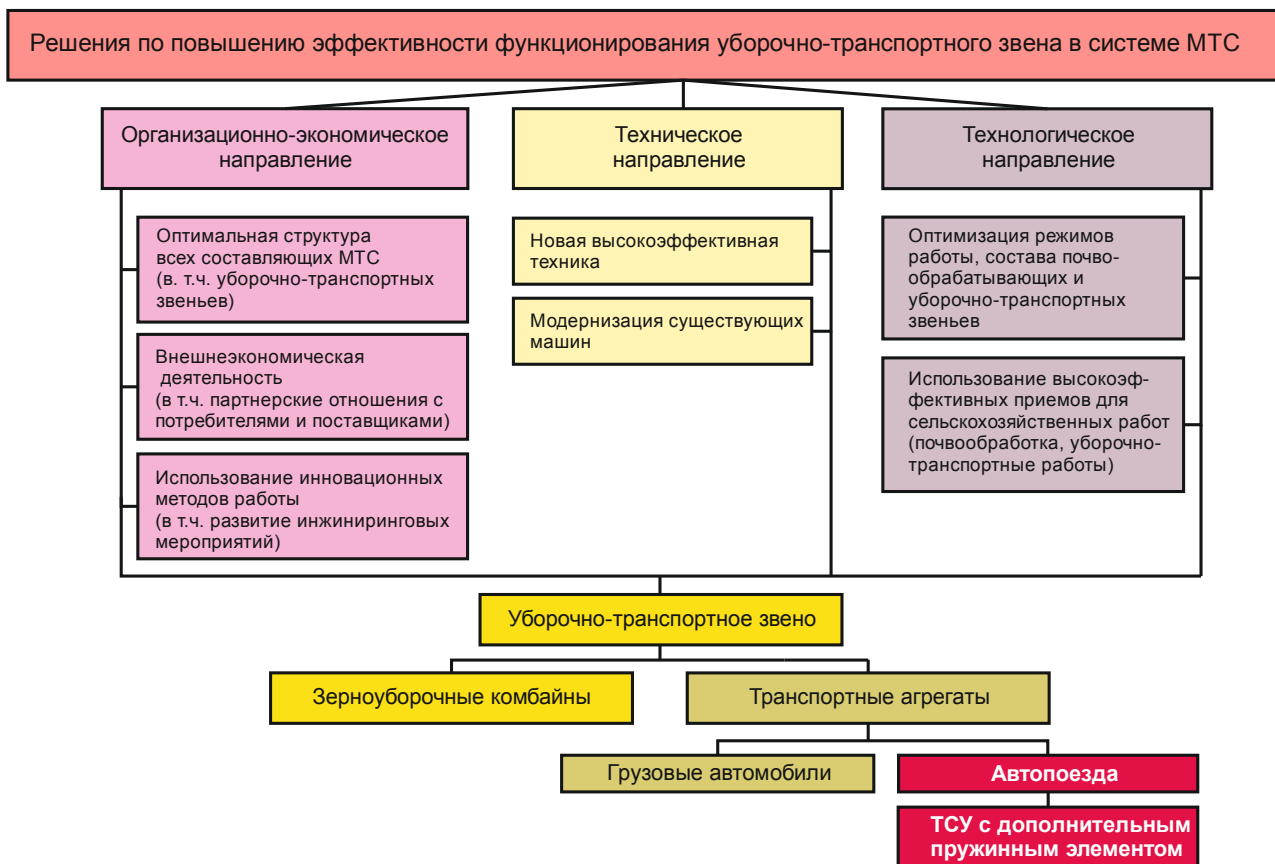 Решения по повышению эффективности функционирования уборочно-транспортного звена в системе МТС
Организационно-экономическое
направление
Оптимальная структура
всех составляющих МТС
(в. т.ч. уборочно-транспортных
звеньев)
Внешнеэкономическая
деятельность
(в т.ч. партнерские отношения с
потребителями и поставщиками)
Использование инновационных
методов работы
(в т.ч. развитие инжиниринговых
мероприятий)
Техническое
направление
Новая высокоэффективная
техника
Модернизация существующих
машин
Технологическое
направление
Оптимизация режимов
работы, состава почво-
обрабатывающих и
уборочно-транспортных
звеньев
Использование высокоэф-
фективных приемов для
сельскохозяйственных работ
(почвообработка, уборочно-
транспортные работы)
Уборочно-транспортное звено
Зерноуборочные комбайны
Транспортные агрегаты
Грузовые автомобили
Автопоезда
ТСУ с дополнительным
пружинным элементом